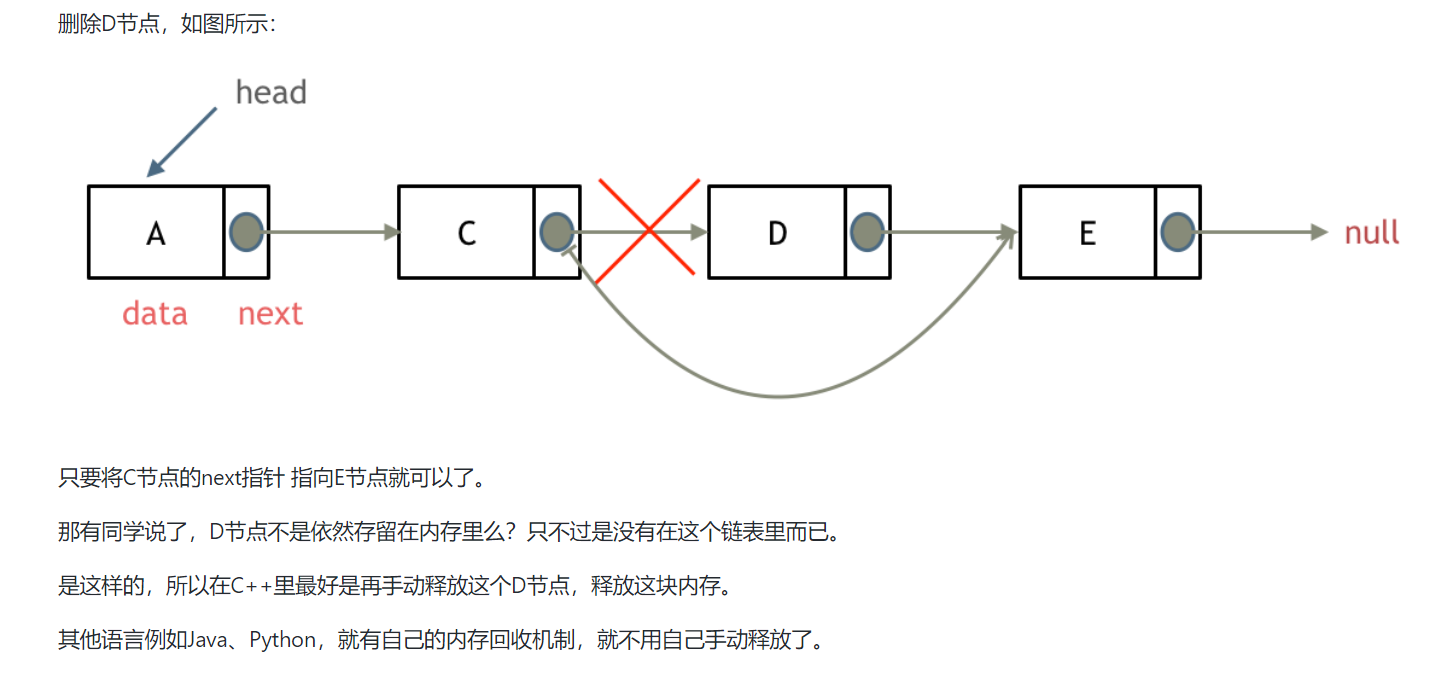 删除D节点，如图所示：
head
A
C
D
E
null
data
next
只要将C节点的next指针 指向E节点就可以了。
那有同学说了，D节点不是依然存留在内存里么？只不过是没有在这个链表里而已。
是这样的，所以在C++里最好是再手动释放这个D节点，释放这块内存。
其他语言例如Java、Python，就有自己的内存回收机制，就不用自己手动释放了。